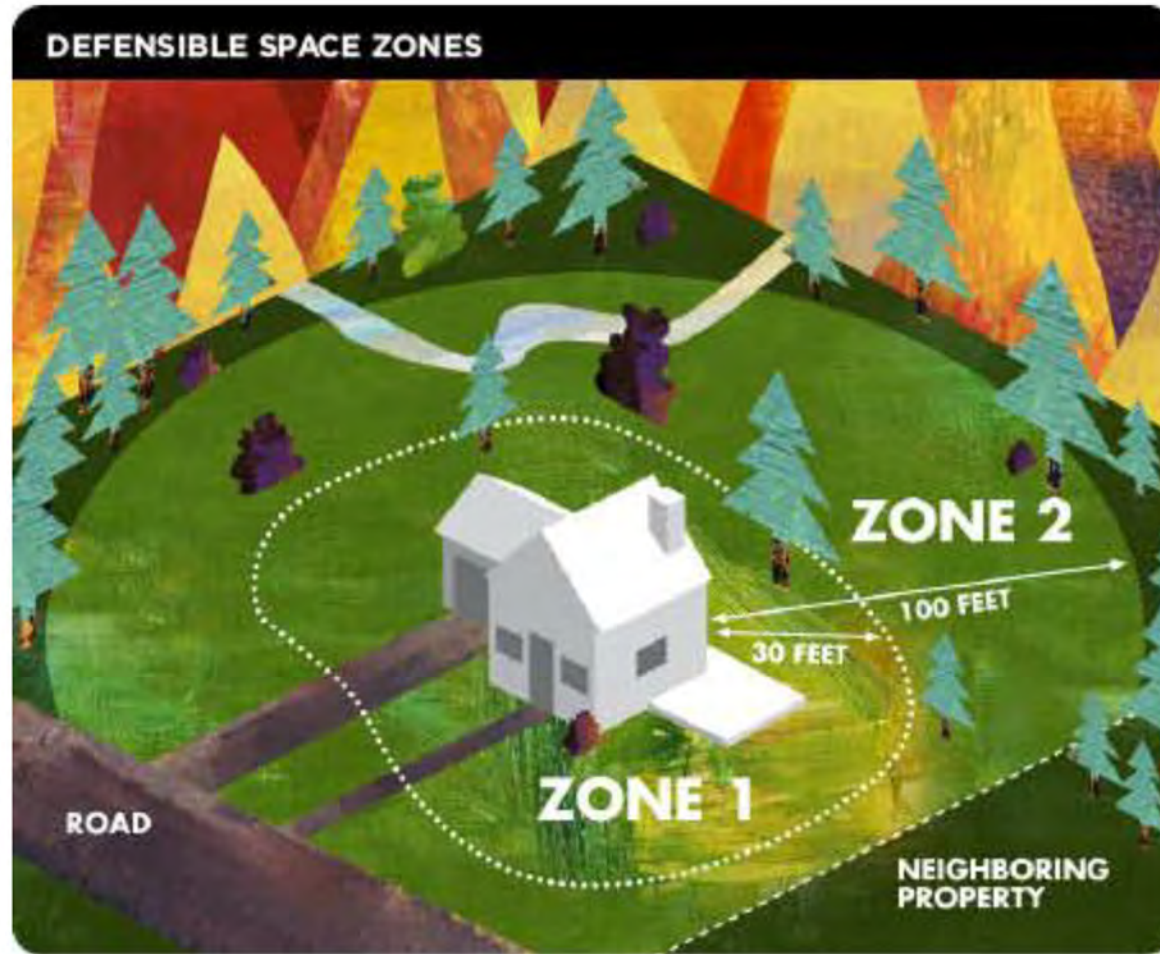 DEFENSIBLE SPACE ZONES
ZONE 2
100 FEET
30 FEET
ZONE 1
ROAD
NEIGHBORING
PROPERTY